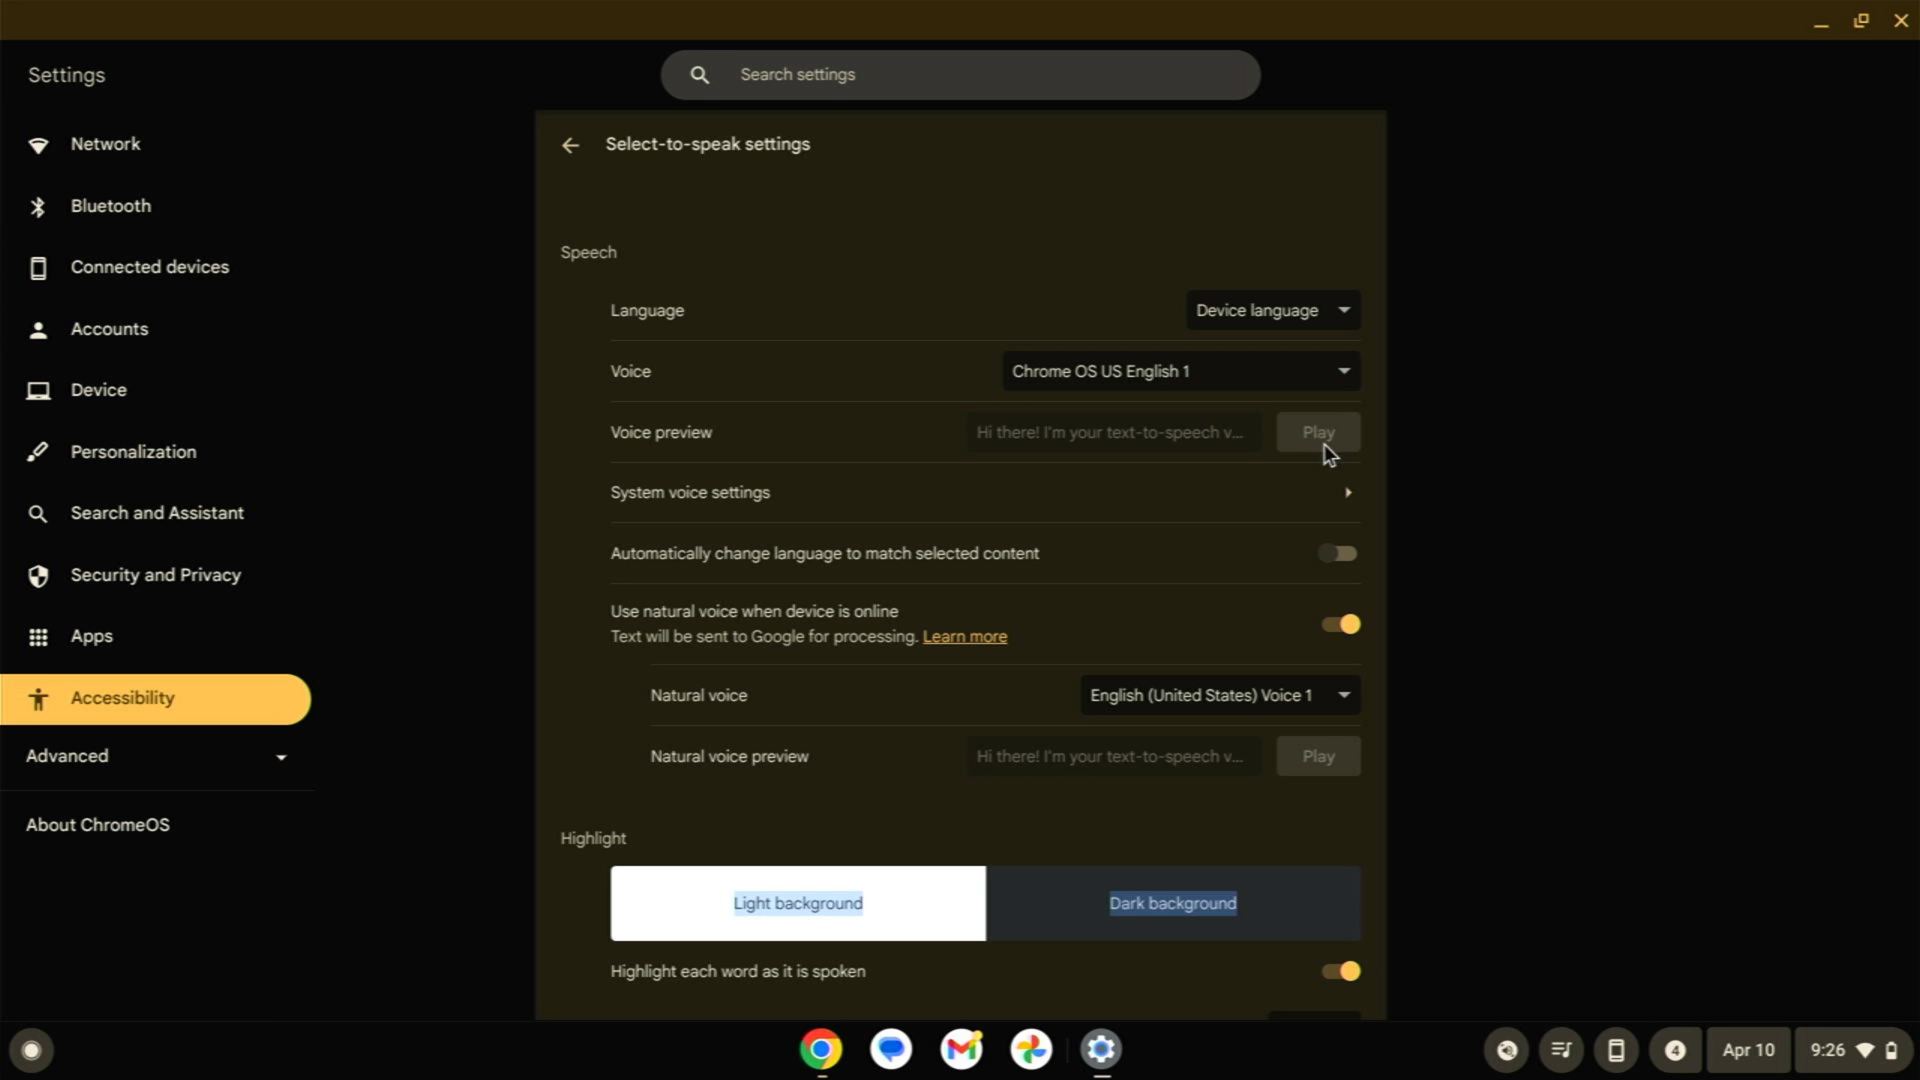 Settings
Search settings
Network
Bluetooth
Connected devices
Accounts
Device
Personalization
Search and Assistant
Security and Privacy
Apps
Accessibility
Advanced
About ChromeOS
Select-to-speak settings
Speech
Language Device language
Voice Chrome OS US English 1
Voice preview Hi there! I'm your text-to-speech v... Play
System voice settings
Automatically change language to match selected content
Use natural voice when device is online
Text will be sent to Google for processing. Learn more
Natural voice English (United States) Voice 1
Natural voice preview Hi there! I'm your text-to-speech v... Play
Highlight
Light background Dark background
Highlight each word as it is spoken
4 Apr 10 9:26